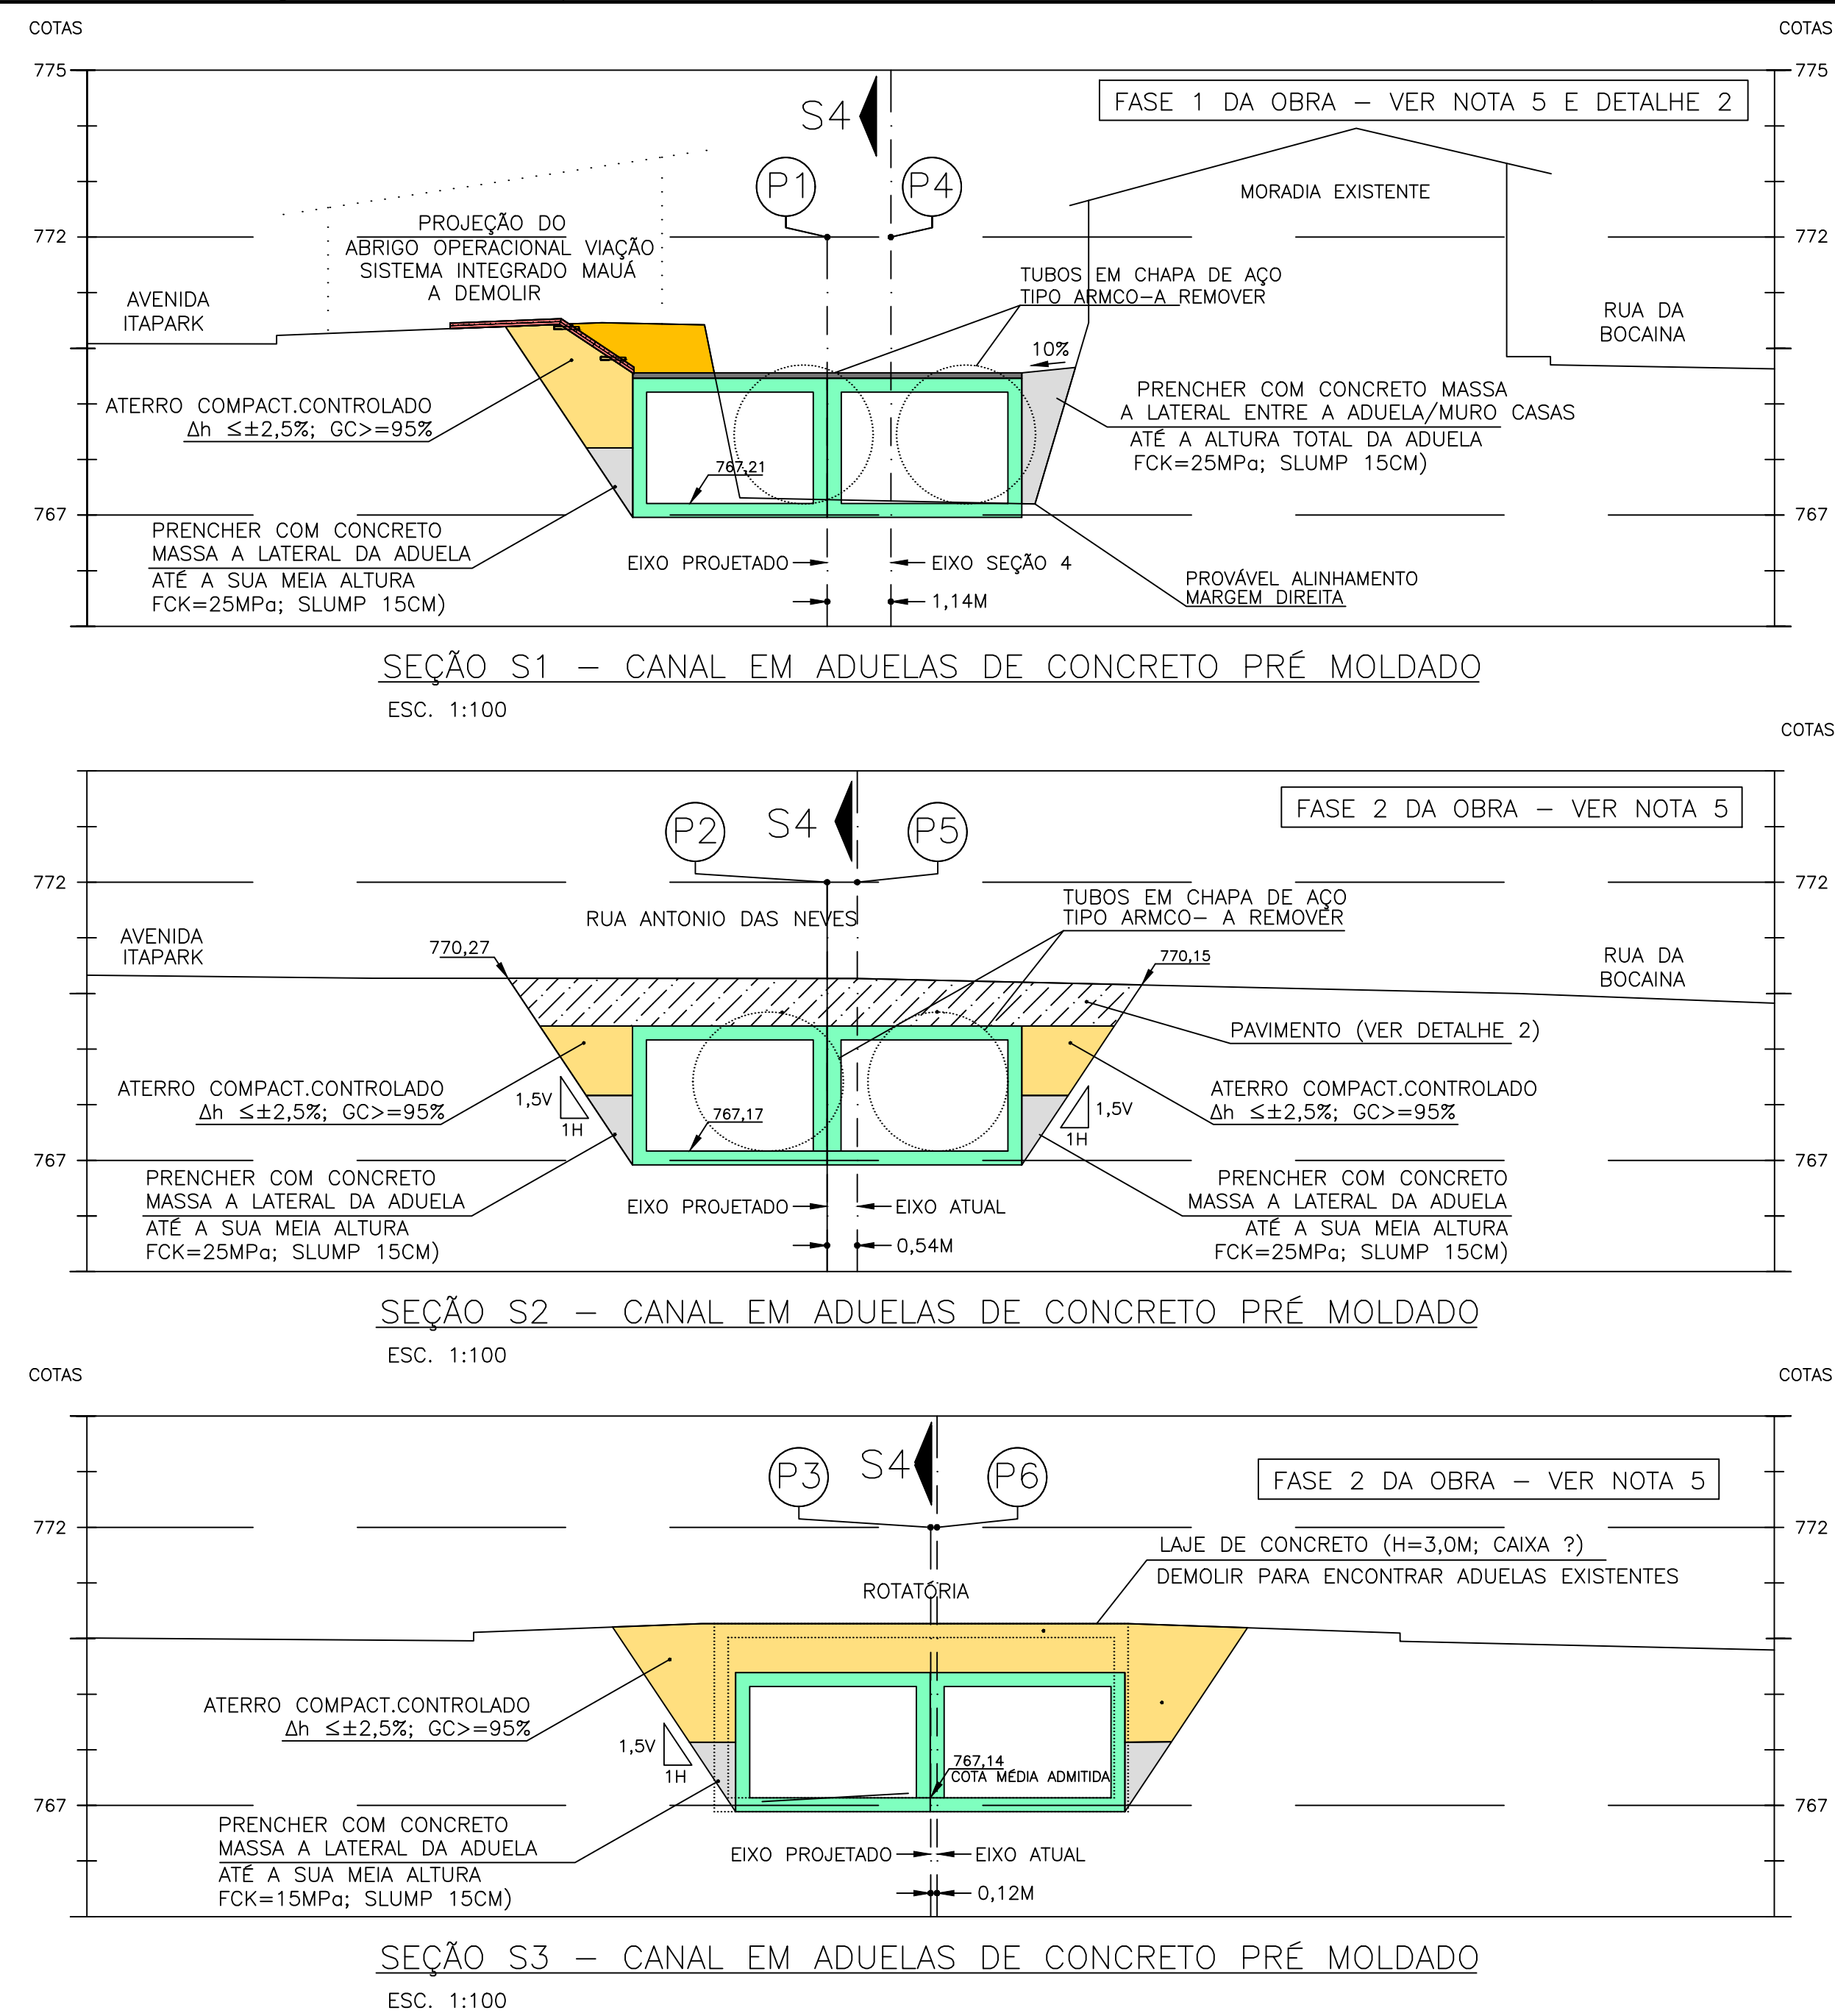 COTAS
COTAS
775
775
FASE 1 DA OBRA – VER NOTA 5 E DETALHE 2
S4
P1
P4
MORADIA EXISTENTE
PROJEÇÃO DO
ABRIGO OPERACIONAL VIAÇÃO
SISTEMA INTEGRADO MAUÁ
A DEMOLIR
772
772
TUBOS EM CHAPA DE AÇO
TIPO ARMCO–A REMOVER
AVENIDA
ITAPARK
RUA DA
BOCAINA
10%
ATERRO COMPACT.CONTROLADO
Δh ≤±2,5%; GC>=95%
PRENCHER COM CONCRETO MASSA
A LATERAL ENTRE A ADUELA/MURO CASAS
ATÉ A ALTURA TOTAL DA ADUELA
FCK=25MPa; SLUMP 15CM)
767,21
767
767
PRENCHER COM CONCRETO
MASSA A LATERAL DA ADUELA
ATÉ A SUA MEIA ALTURA
FCK=25MPa; SLUMP 15CM)
EIXO PROJETADO
EIXO SEÇÃO 4
1,14M
PROVÁVEL ALINHAMENTO
MARGEM DIREITA
SEÇÃO S1 – CANAL EM ADUELAS DE CONCRETO PRÉ MOLDADO
ESC. 1:100
COTAS
FASE 2 DA OBRA – VER NOTA 5
P2
S4
P5
772
772
TUBOS EM CHAPA DE AÇO
TIPO ARMCO– A REMOVER
RUA ANTONIO DAS NEVES
AVENIDA
ITAPARK
770,27
770,15
RUA DA
BOCAINA
PAVIMENTO (VER DETALHE 2)
ATERRO COMPACT.CONTROLADO
Δh ≤±2,5%; GC>=95%
1,5V
1H
767,17
1,5V
1H
ATERRO COMPACT.CONTROLADO
Δh ≤±2,5%; GC>=95%
767
767
PRENCHER COM CONCRETO
MASSA A LATERAL DA ADUELA
ATÉ A SUA MEIA ALTURA
FCK=25MPa; SLUMP 15CM)
EIXO PROJETADO
EIXO ATUAL
0,54M
PRENCHER COM CONCRETO
MASSA A LATERAL DA ADUELA
ATÉ A SUA MEIA ALTURA
FCK=25MPa; SLUMP 15CM)
SEÇÃO S2 – CANAL EM ADUELAS DE CONCRETO PRÉ MOLDADO
ESC. 1:100
COTAS
COTAS
P3
S4
P6
FASE 2 DA OBRA – VER NOTA 5
772
772
LAJE DE CONCRETO (H=3,0M; CAIXA ?)
DEMOLIR PARA ENCONTRAR ADUELAS EXISTENTES
ROTATÓRIA
ATERRO COMPACT.CONTROLADO
Δh ≤±2,5%; GC>=95%
1,5V
1H
767,14
COTA MÉDIA ADMITIDA
767
767
PRENCHER COM CONCRETO
MASSA A LATERAL DA ADUELA
ATÉ A SUA MEIA ALTURA
FCK=15MPa; SLUMP 15CM)
EIXO PROJETADO
EIXO ATUAL
0,12M
SEÇÃO S3 – CANAL EM ADUELAS DE CONCRETO PRÉ MOLDADO
ESC. 1:100